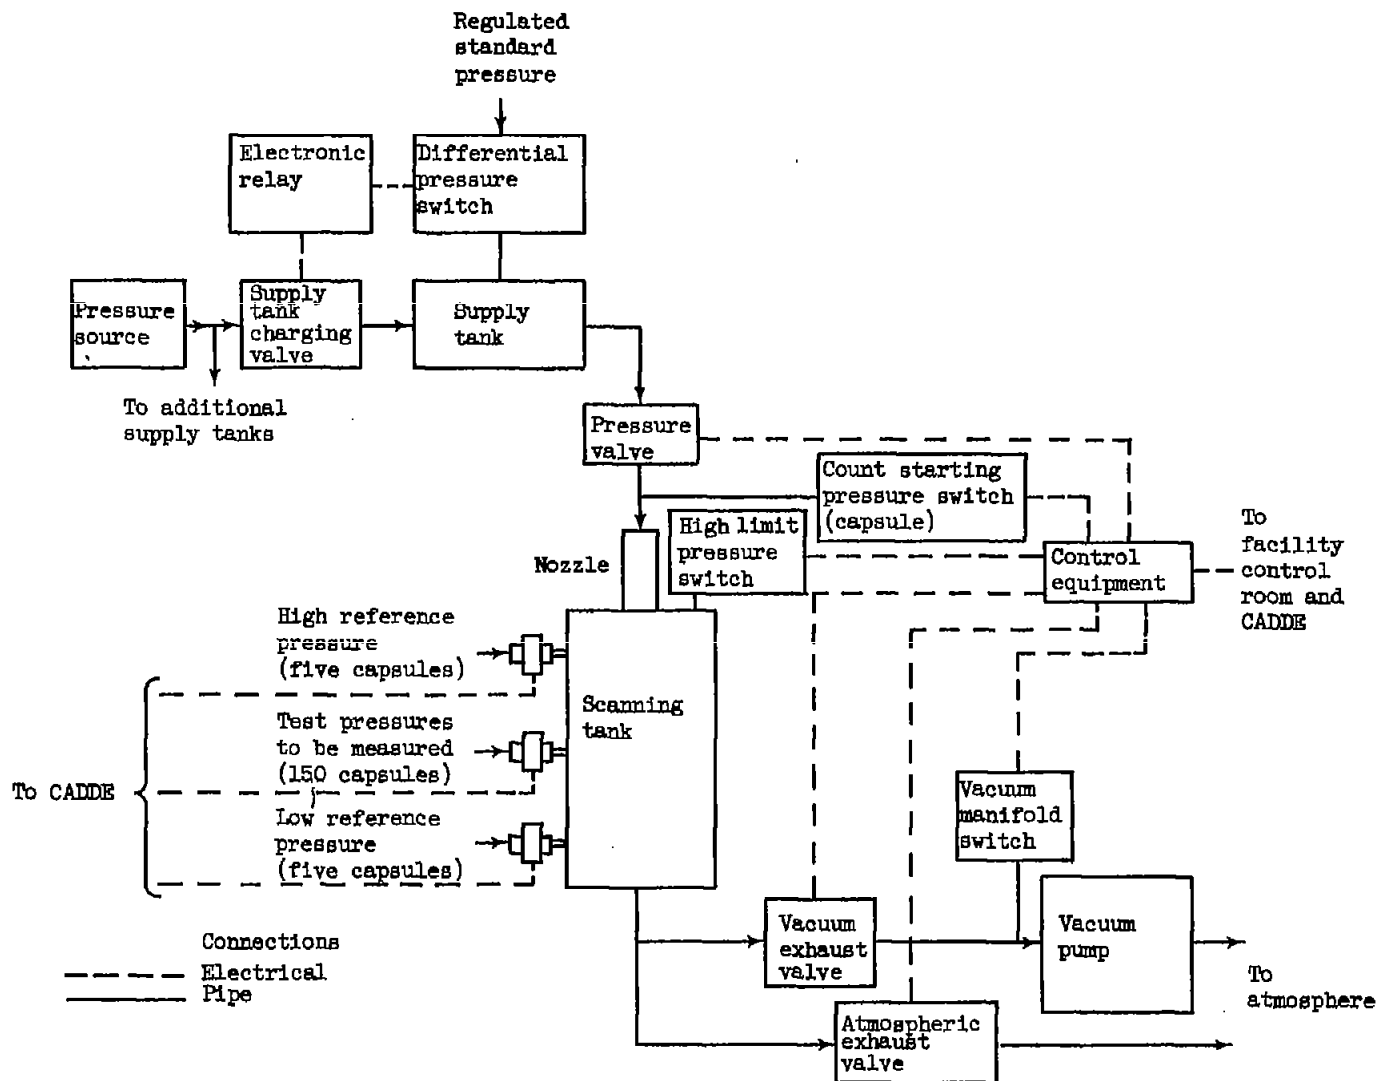 Regulated
standard
pressure
Electronic
relay
Differential
pressure
switch
Pressure
source
Supply
tank
charging
valve
Supply
tank
To additional
supply tanks
Pressure
valve
Count starting
pressure switch
(capsule)
High limit
pressure
switch
Nozzle
Control
equipment
To
facility
control
room and
CADDE
High reference
pressure
(five capsules)
Scanning
tank
Test pressures
to be measured
(150 capsules)
To CADDE
Low reference
pressure
(five capsules)
Vacuum
manifold
switch
Vacuum
exhaust
valve
Vacuum
pump
To
atmosphere
Atmospheric
exhaust
valve
Connections
Electrical
Pipe